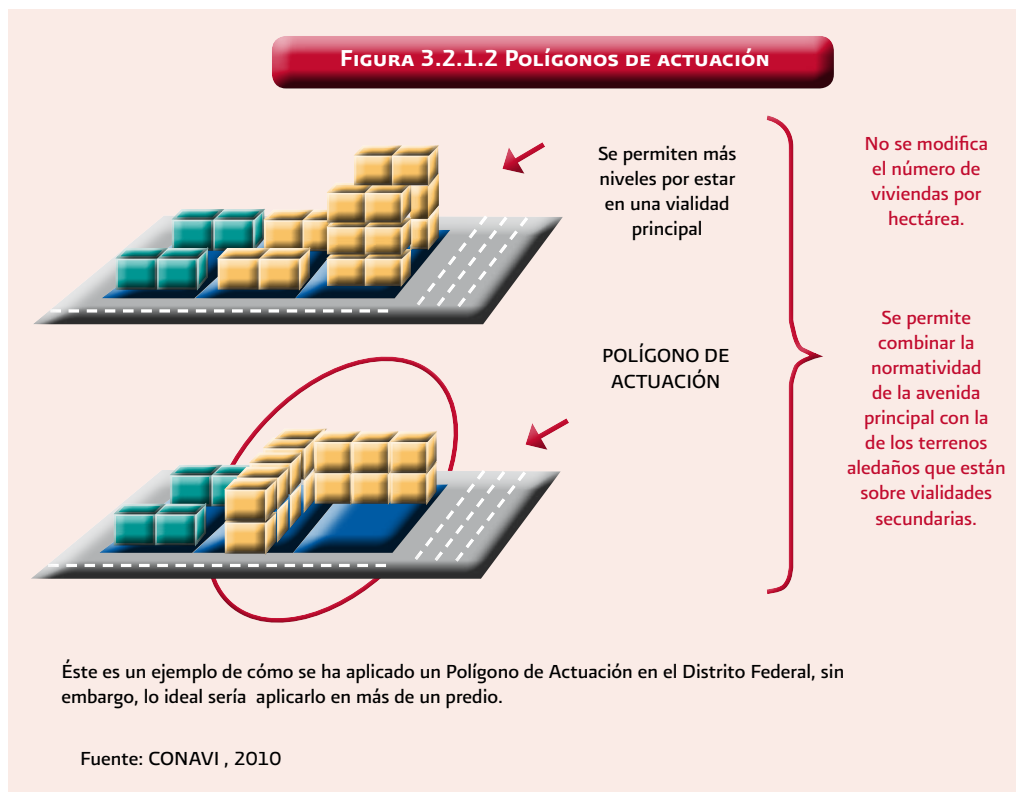 FIGURA 3.2.1.2 POLÍGONOS DE ACTUACIÓN
Se permiten más
niveles por estar
en una vialidad
principal
No se modifica
el número de
viviendas por
hectárea.
POLÍGONO DE
ACTUACIÓN
Se permite
combinar la
normatividad
de la avenida
principal con la
de los terrenos
aledaños que están
sobre vialidades
secundarias.
Éste es un ejemplo de cómo se ha aplicado un Polígono de Actuación en el Distrito Federal, sin
embargo, lo ideal sería aplicarlo en más de un predio.
Fuente: CONAVI , 2010